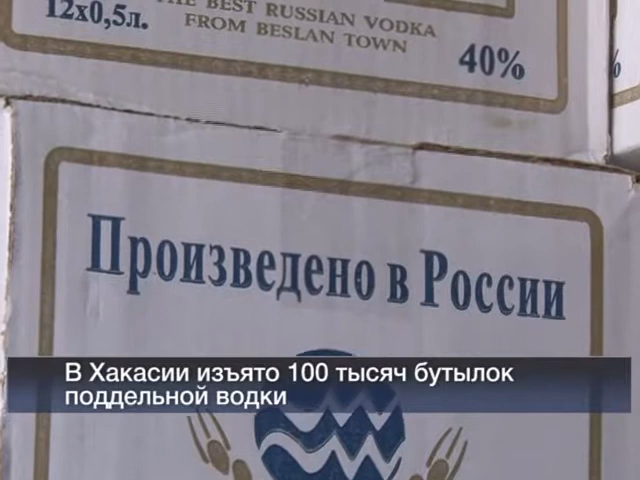 12x0,5л.
THE BEST RUSSIAN VODKA
FROM BESLAN TOWN
40%
%
Произведено в России
В Хакасии изъято 100 тысяч бутылок
поддельной водки